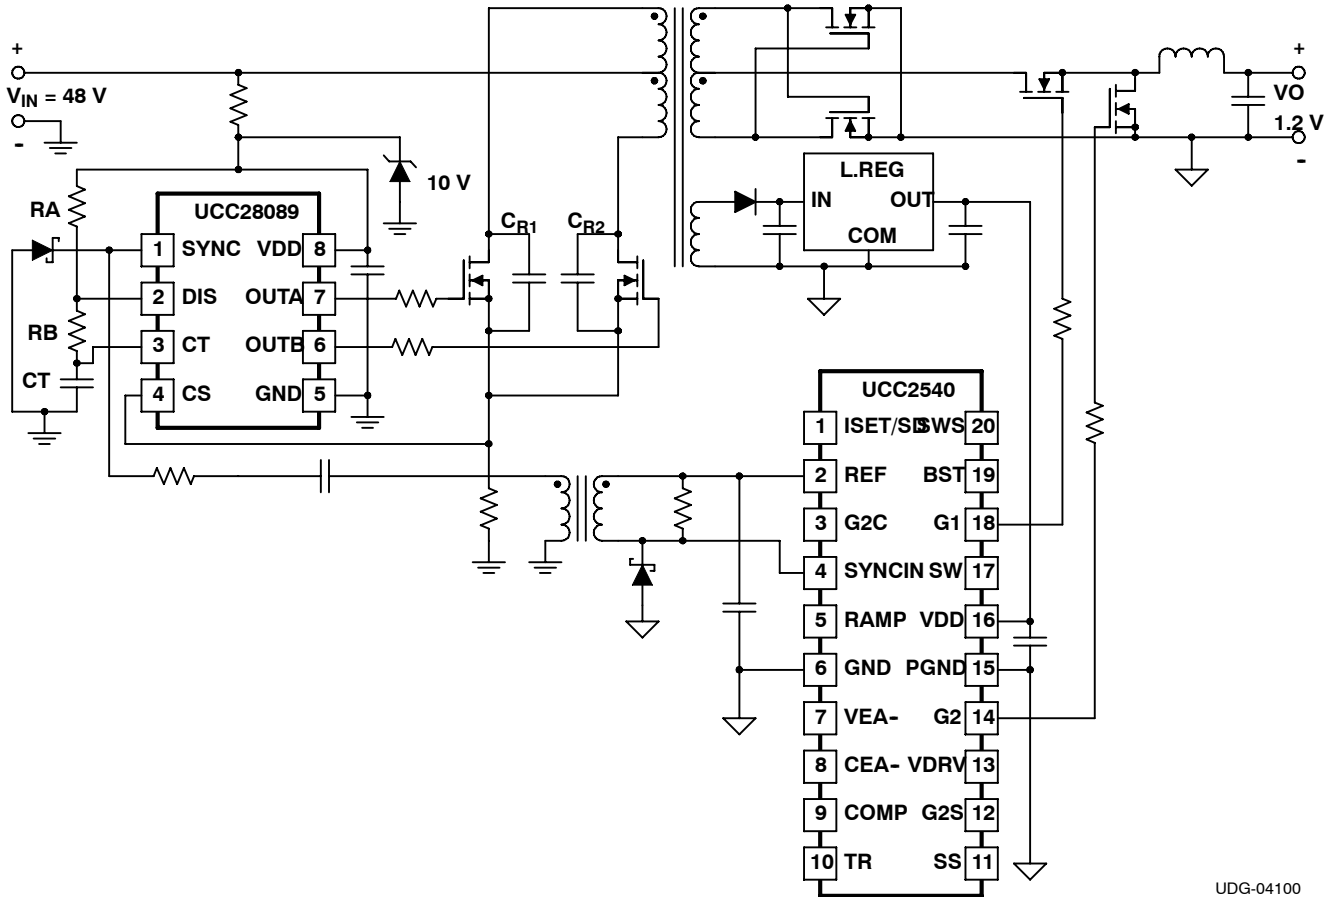 +
V_IN = 48 V
-
10 V
RA
RB
CT
UCC28089
1 SYNC VDD 8
2 DIS OUTA 7
3 CT OUTB 6
4 CS GND 5
C_R1
C_R2
L.REG
IN OUT
COM
+
VO
1.2 V
-
UCC2540
1 ISET/SD SWS 20
2 REF BST 19
3 G2C G1 18
4 SYNCIN SW 17
5 RAMP VDD 16
6 GND PGND 15
7 VEA- G2 14
8 CEA- VDRV 13
9 COMP G2S 12
10 TR SS 11
UDG-04100